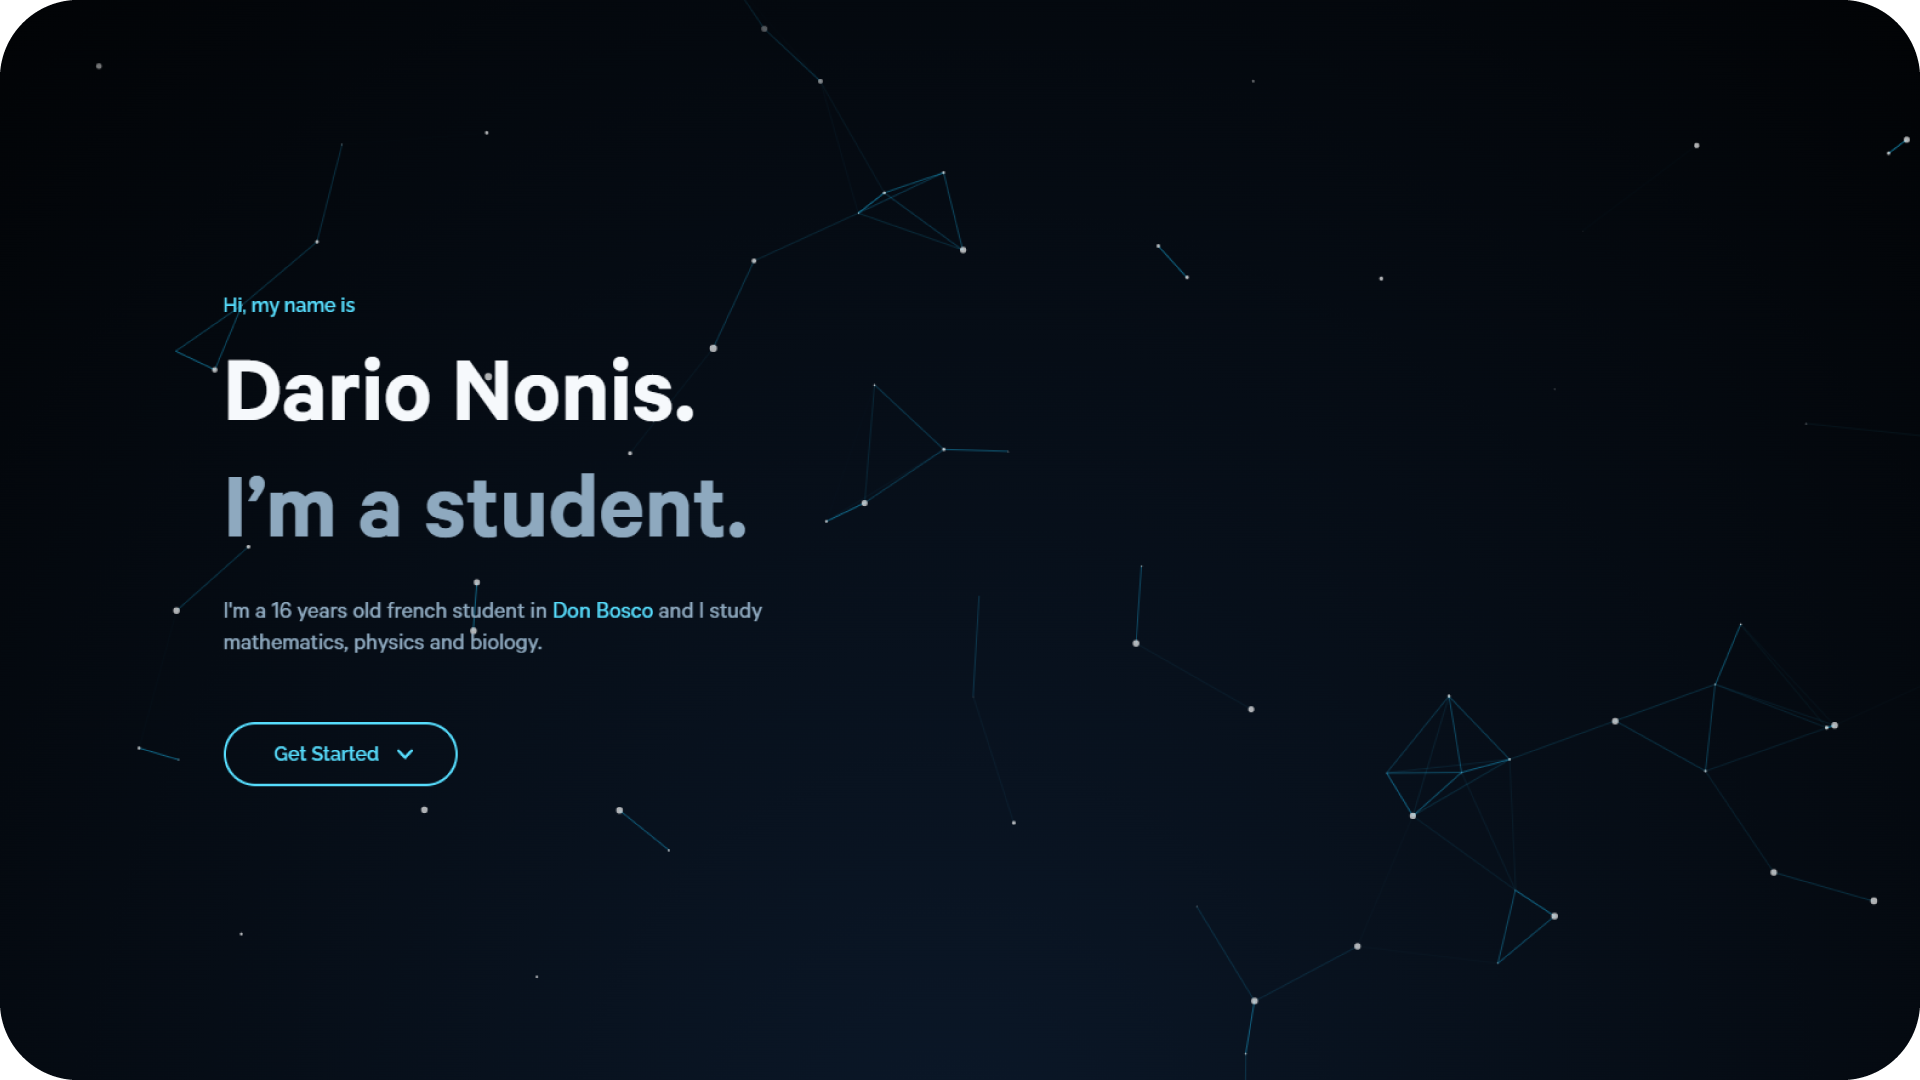 Hi, my name is
Dario Nonis.
I’m a student.
I'm a 16 years old french student in Don Bosco and I study
mathematics, physics and biology.
Get Started